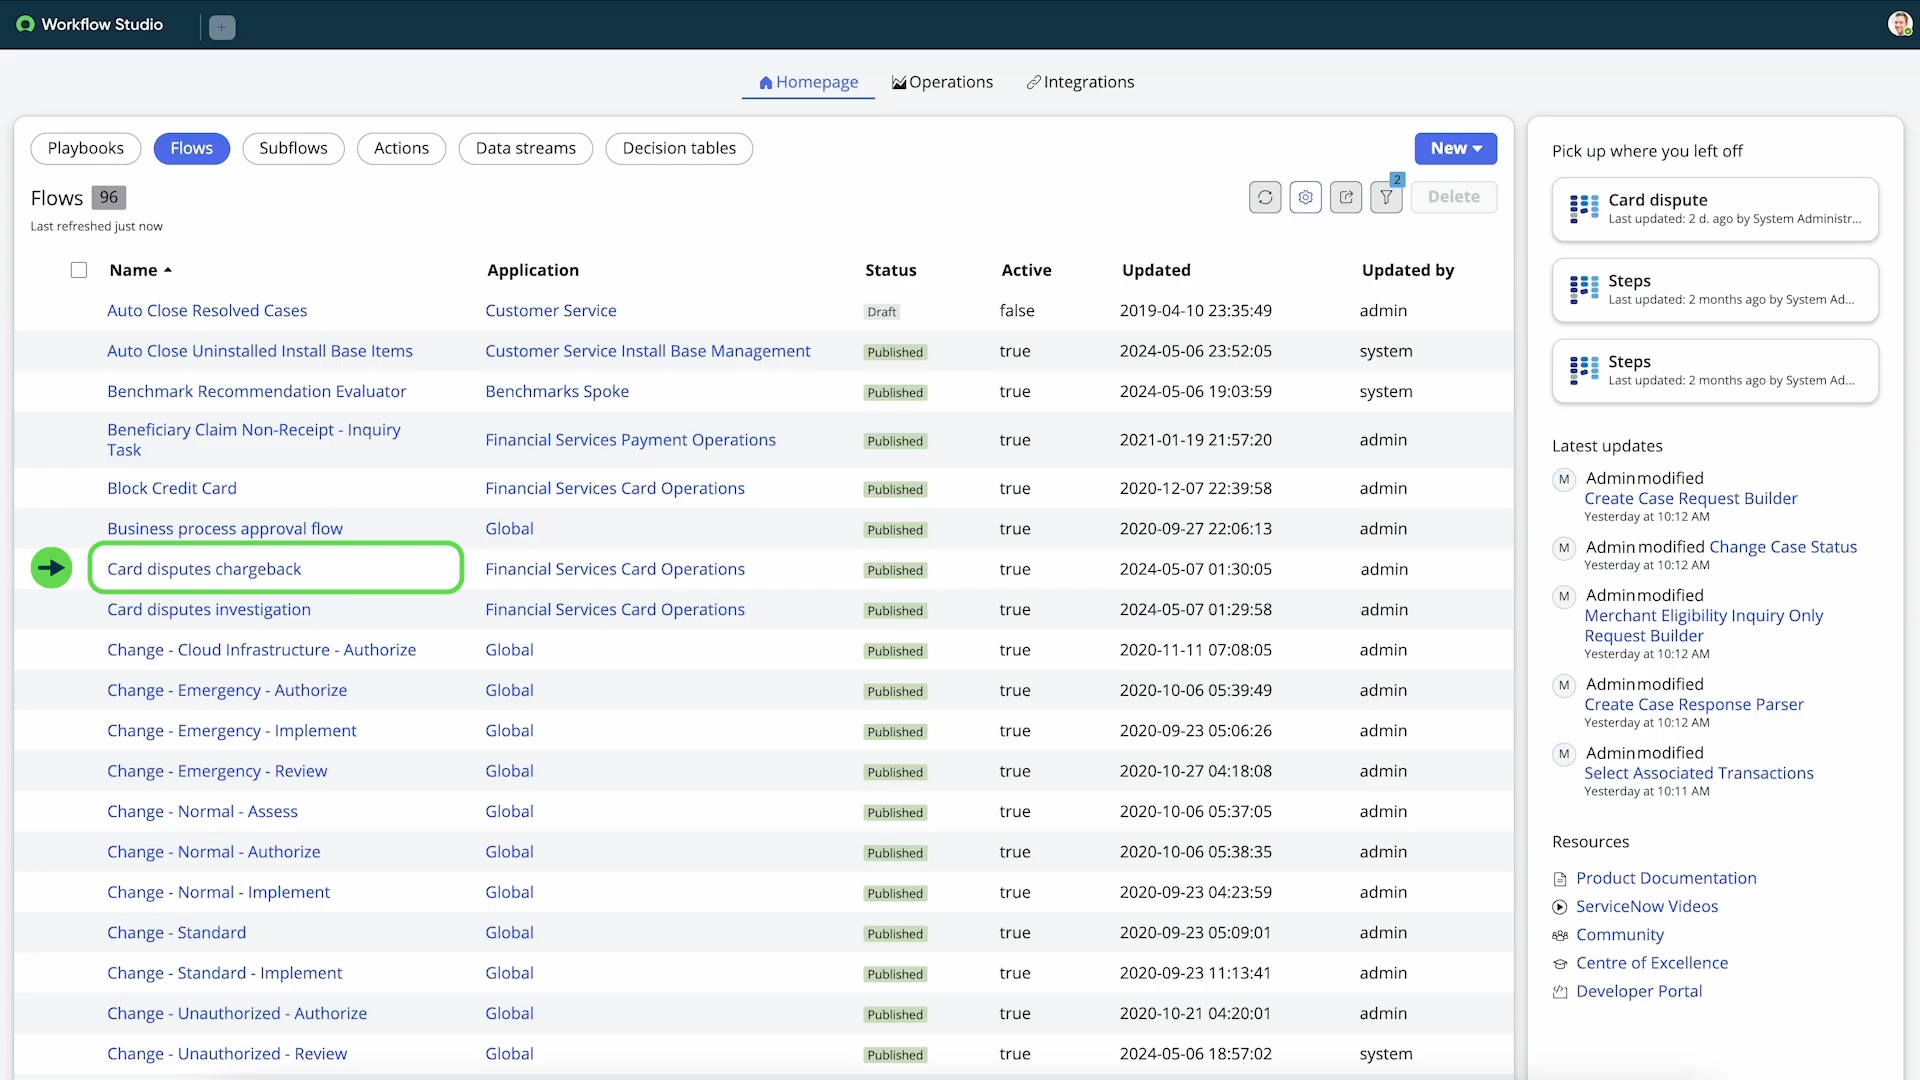 Workflow Studio
Homepage Operations Integrations
Playbooks Flows Subflows Actions Data streams Decision tables New
Flows 96
Last refreshed just now
2
Delete
Name Application Status Active Updated Updated by
Auto Close Resolved Cases Customer Service Draft false 2019-04-10 23:35:49 admin
Auto Close Uninstalled Install Base Items Customer Service Install Base Management Published true 2024-05-06 23:52:05 system
Benchmark Recommendation Evaluator Benchmarks Spoke Published true 2024-05-06 19:03:59 system
Beneficiary Claim Non-Receipt - Inquiry
Task Financial Services Payment Operations Published true 2021-01-19 21:57:20 admin
Block Credit Card Financial Services Card Operations Published true 2020-12-07 22:39:58 admin
Business process approval flow Global Published true 2020-09-27 22:06:13 admin
Card disputes chargeback Financial Services Card Operations Published true 2024-05-07 01:30:05 admin
Card disputes investigation Financial Services Card Operations Published true 2024-05-07 01:29:58 admin
Change - Cloud Infrastructure - Authorize Global Published true 2020-11-11 07:08:05 admin
Change - Emergency - Authorize Global Published true 2020-10-06 05:39:49 admin
Change - Emergency - Implement Global Published true 2020-09-23 05:06:26 admin
Change - Emergency - Review Global Published true 2020-10-27 04:18:08 admin
Change - Normal - Assess Global Published true 2020-10-06 05:37:05 admin
Change - Normal - Authorize Global Published true 2020-10-06 05:38:35 admin
Change - Normal - Implement Global Published true 2020-09-23 04:23:59 admin
Change - Standard Global Published true 2020-09-23 05:09:01 admin
Change - Standard - Implement Global Published true 2020-09-23 11:13:41 admin
Change - Unauthorized - Authorize Global Published true 2020-10-21 04:20:01 admin
Change - Unauthorized - Review Global Published true 2024-05-06 18:57:02 system
Pick up where you left off
Card dispute
Last updated: 2 d. ago by System Administr...
Steps
Last updated: 2 months ago by System Ad...
Steps
Last updated: 2 months ago by System Ad...
Latest updates
M Admin modified
Create Case Request Builder
Yesterday at 10:12 AM
M Admin modified Change Case Status
Yesterday at 10:12 AM
M Admin modified
Merchant Eligibility Inquiry Only
Request Builder
Yesterday at 10:12 AM
M Admin modified
Create Case Response Parser
Yesterday at 10:12 AM
M Admin modified
Select Associated Transactions
Yesterday at 10:11 AM
Resources
Product Documentation
ServiceNow Videos
Community
Centre of Excellence
Developer Portal